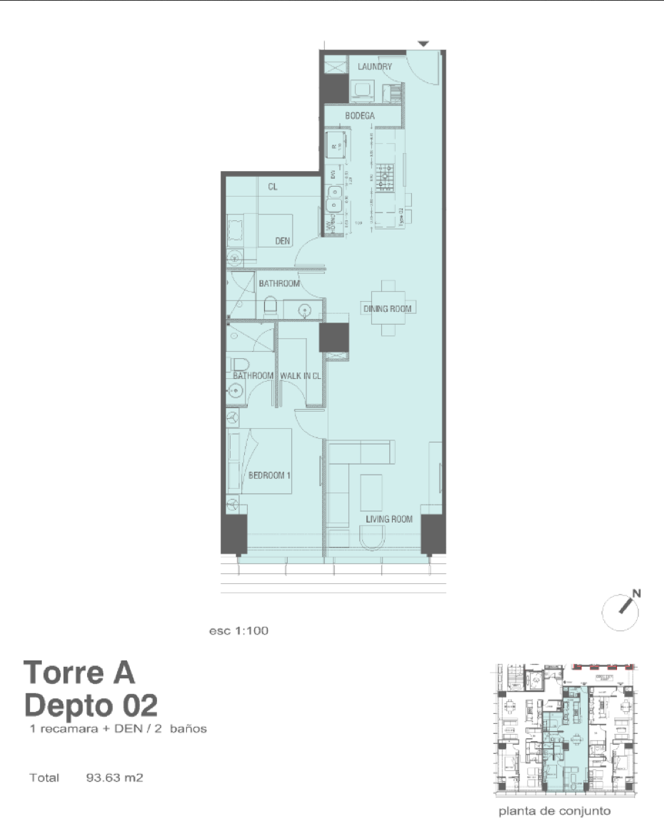 LAUNDRY
BODEGA
CL
DEN
BATHROOM
DINING ROOM
BATHROOM
WALK IN CL
BEDROOM 1
LIVING ROOM
N
esc 1:100
Torre A
Depto 02
1 recamara + DEN / 2 baños
Total 93.63 m2
planta de conjunto